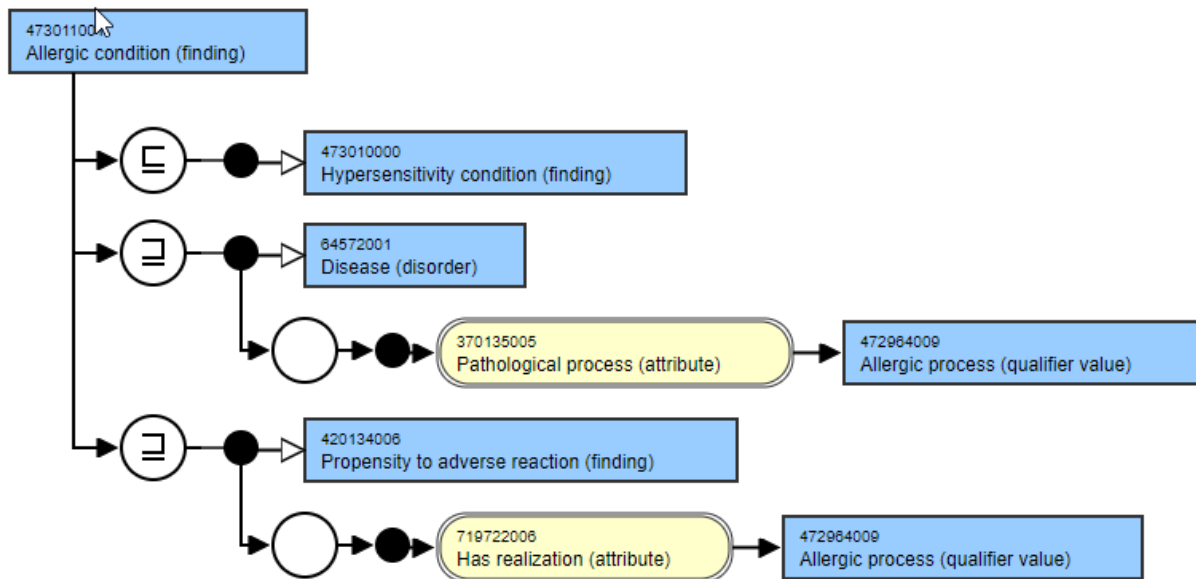 Allergic condition (finding)
⊑
473010000
Hypersensitivity condition (finding)
⊒
64572001
Disease (disorder)
370135005
Pathological process (attribute)
472964009
Allergic process (qualifier value)
⊒
420134006
Propensity to adverse reaction (finding)
719722006
Has realization (attribute)
472964009
Allergic process (qualifier value)